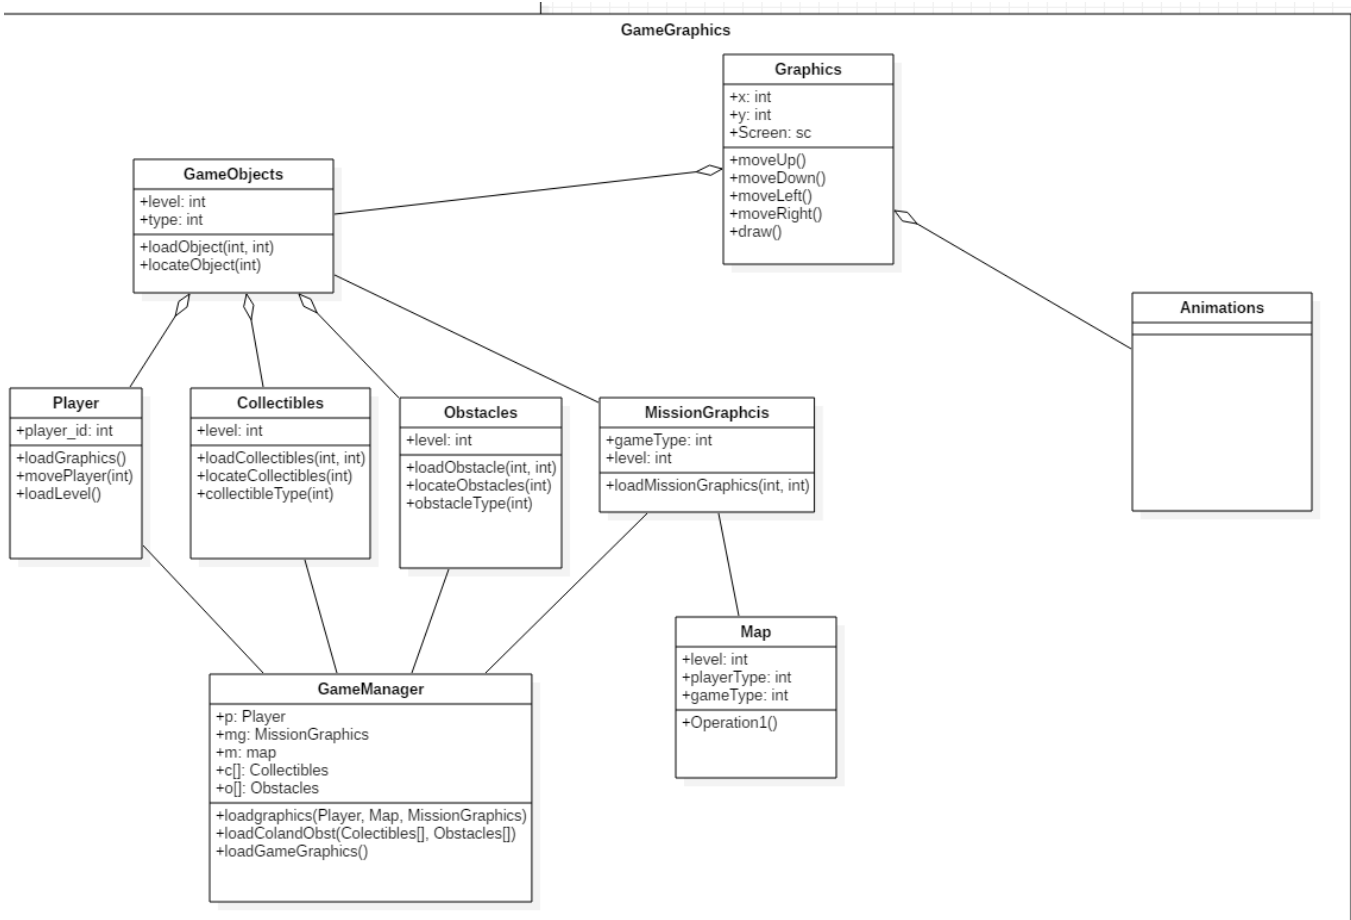 GameGraphics
Graphics
+x: int
+y: int
+Screen: sc
+moveUp()
+moveDown()
+moveLeft()
+moveRight()
+draw()
GameObjects
+level: int
+type: int
+loadObject(int, int)
+locateObject(int)
Animations
Player
+player_id: int
+loadGraphics()
+movePlayer(int)
+loadLevel()
Collectibles
+level: int
+loadCollectibles(int, int)
+locateCollectibles(int)
+collectibleType(int)
Obstacles
+level: int
+loadObstacle(int, int)
+locateObstacles(int)
+obstacleType(int)
MissionGraphcis
+gameType: int
+level: int
+loadMissionGraphics(int, int)
Map
+level: int
+playerType: int
+gameType: int
+Operation1()
GameManager
+p: Player
+mg: MissionGraphics
+m: map
+c[]: Collectibles
+o[]: Obstacles
+loadgraphics(Player, Map, MissionGraphics)
+loadColandObst(Colectibles[], Obstacles[])
+loadGameGraphics()